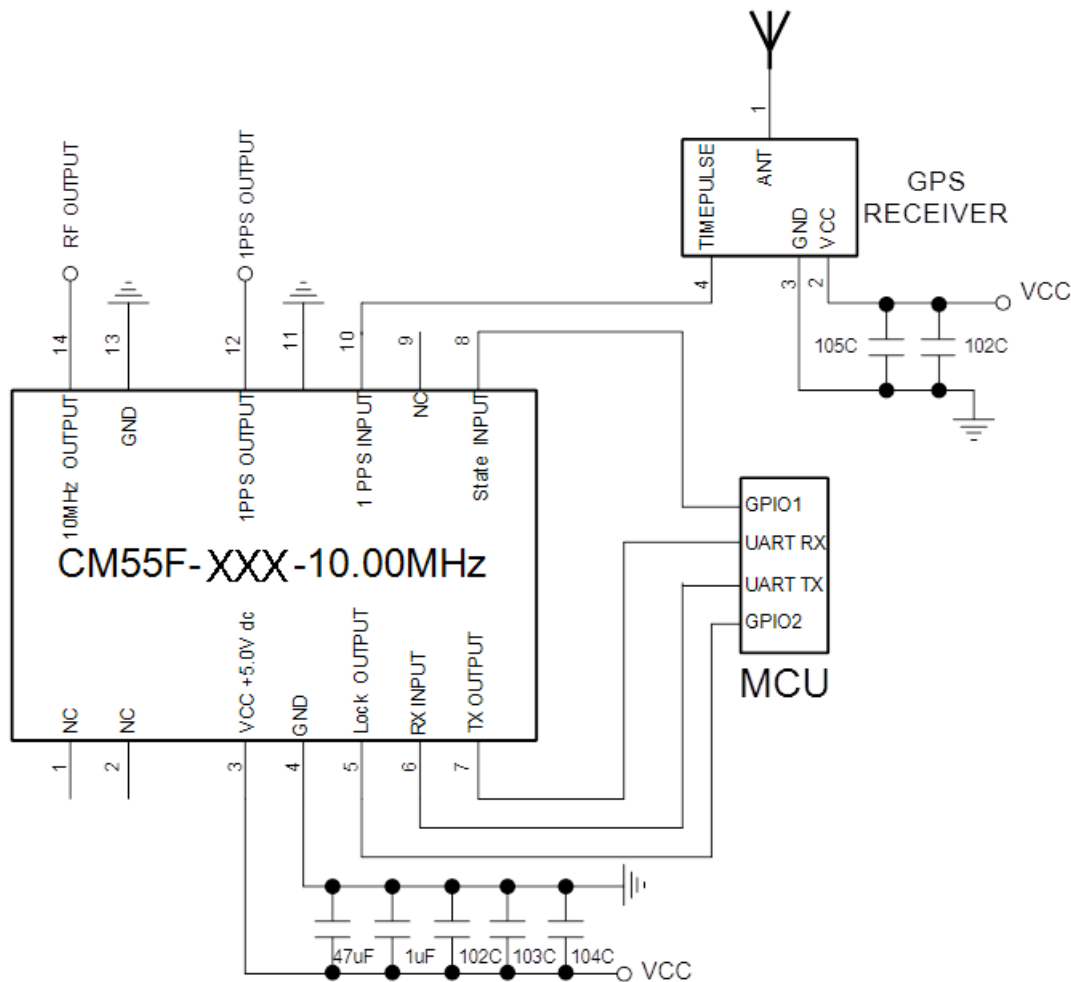 1
TIMEPULSE
ANT
GND
VCC
GPS
RECEIVER
4
3
2
VCC
105C
102C
RF OUTPUT
1PPS OUTPUT
14
13
12
11
10
9
8
10MHz OUTPUT
GND
1PPS OUTPUT
1 PPS INPUT
NC
State INPUT
CM55F-XXX-10.00MHz
GPIO1
UART RX
UART TX
GPIO2
MCU
NC
NC
VCC +5.0V dc
GND
Lock OUTPUT
RX INPUT
TX OUTPUT
1
2
3
4
5
6
7
47uF
1uF
102C
103C
104C
VCC